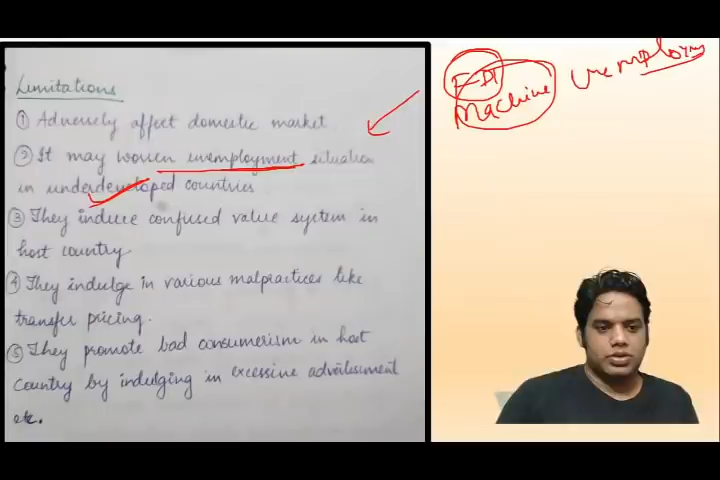 Limitations
① Adversely affect domestic market.
② It may worsen unemployment situation
in underdeveloped countries.
③ They induce confused value system in
host country.
④ They indulge in various malpractices like
transfer pricing.
⑤ They promote bad consumerism in host
country by indulging in excessive advertisement
etc.
FDI
Machine